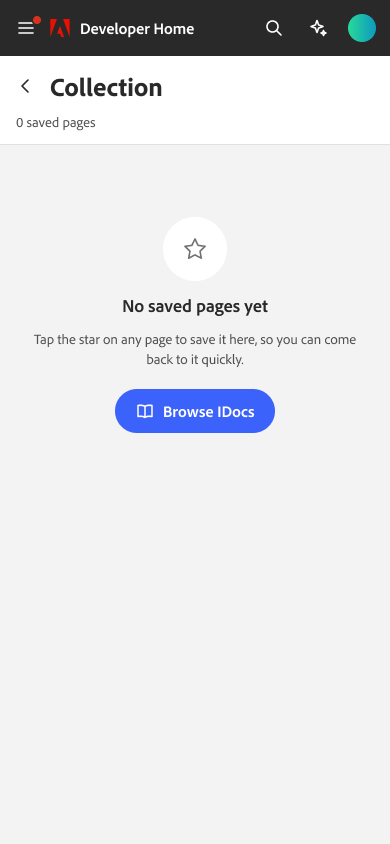 Developer Home
Collection
0 saved pages
No saved pages yet
Tap the star on any page to save it here, so you can come
back to it quickly.
Browse IDocs